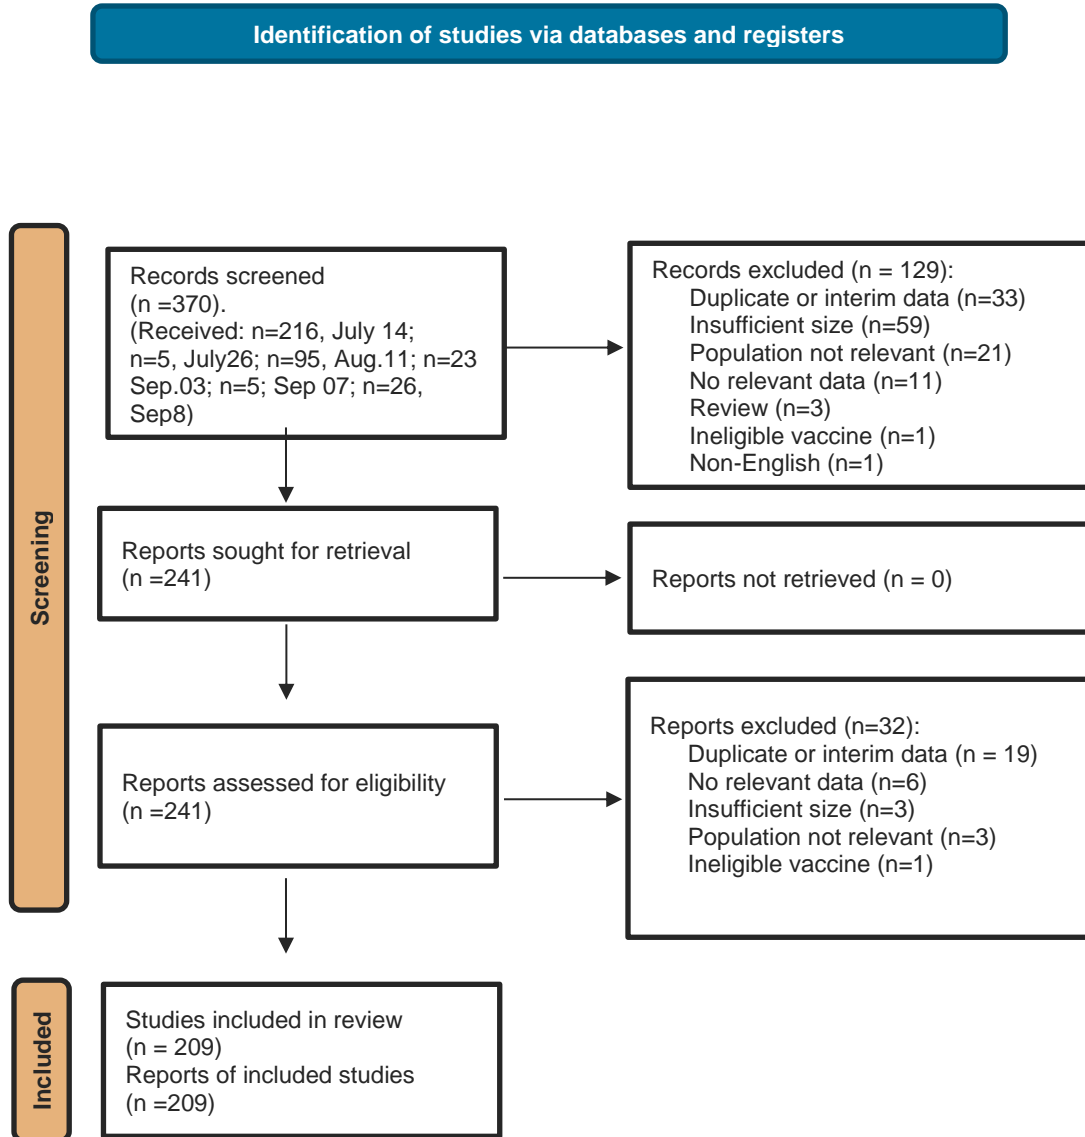 Identification of studies via databases and registers
Screening
Records screened
(n =370).
(Received: n=216, July 14;
n=5, July26; n=95, Aug.11; n=23
Sep.03; n=5; Sep 07; n=26,
Sep8)
Records excluded (n = 129):
Duplicate or interim data (n=33)
Insufficient size (n=59)
Population not relevant (n=21)
No relevant data (n=11)
Review (n=3)
Ineligible vaccine (n=1)
Non-English (n=1)
Reports sought for retrieval
(n =241)
Reports not retrieved (n = 0)
Reports assessed for eligibility
(n =241)
Reports excluded (n=32):
Duplicate or interim data (n = 19)
No relevant data (n=6)
Insufficient size (n=3)
Population not relevant (n=3)
Ineligible vaccine (n=1)
Included
Studies included in review
(n = 209)
Reports of included studies
(n =209)